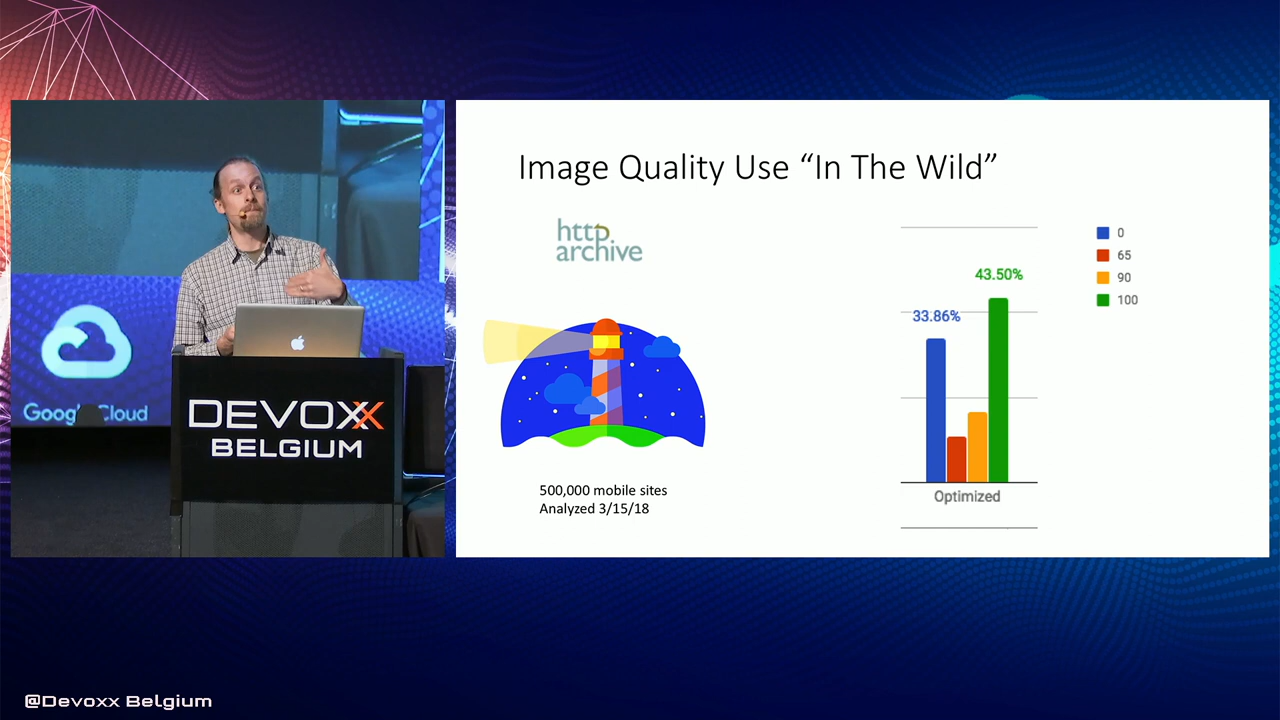 Image Quality Use “In The Wild”
http
archive
500,000 mobile sites
Analyzed 3/15/18
33.86%
43.50%
Optimized
0
65
90
100
Google Cloud
DEVOXX
BELGIUM
@Devoxx Belgium